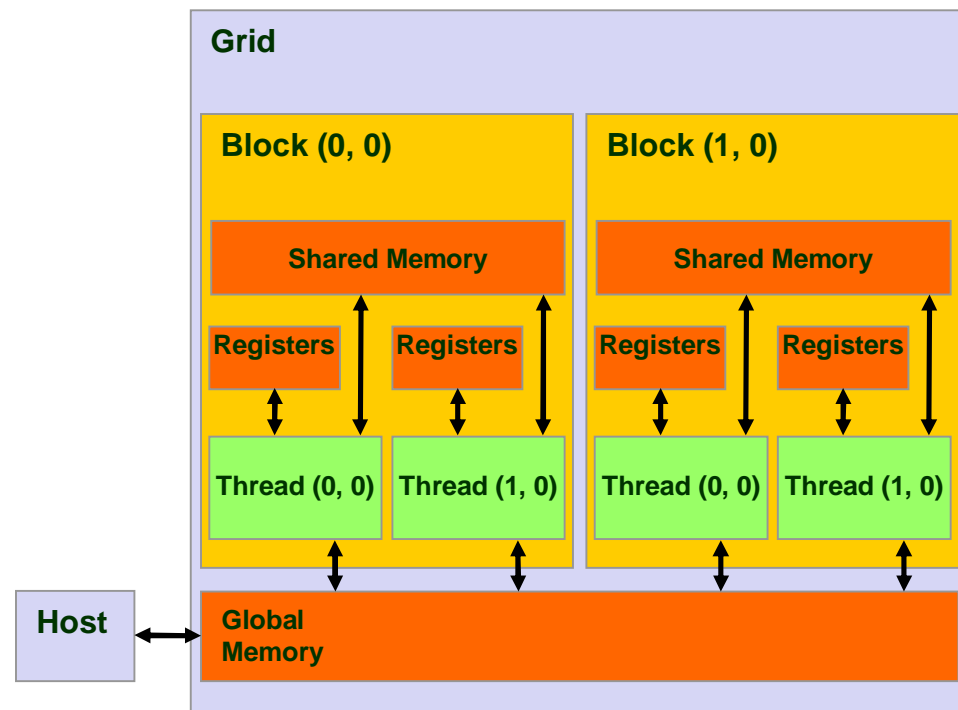 Grid
Block (0, 0)
Block (1, 0)
Shared Memory
Shared Memory
Registers
Registers
Registers
Registers
Thread (0, 0)
Thread (1, 0)
Thread (0, 0)
Thread (1, 0)
Host
Global
Memory